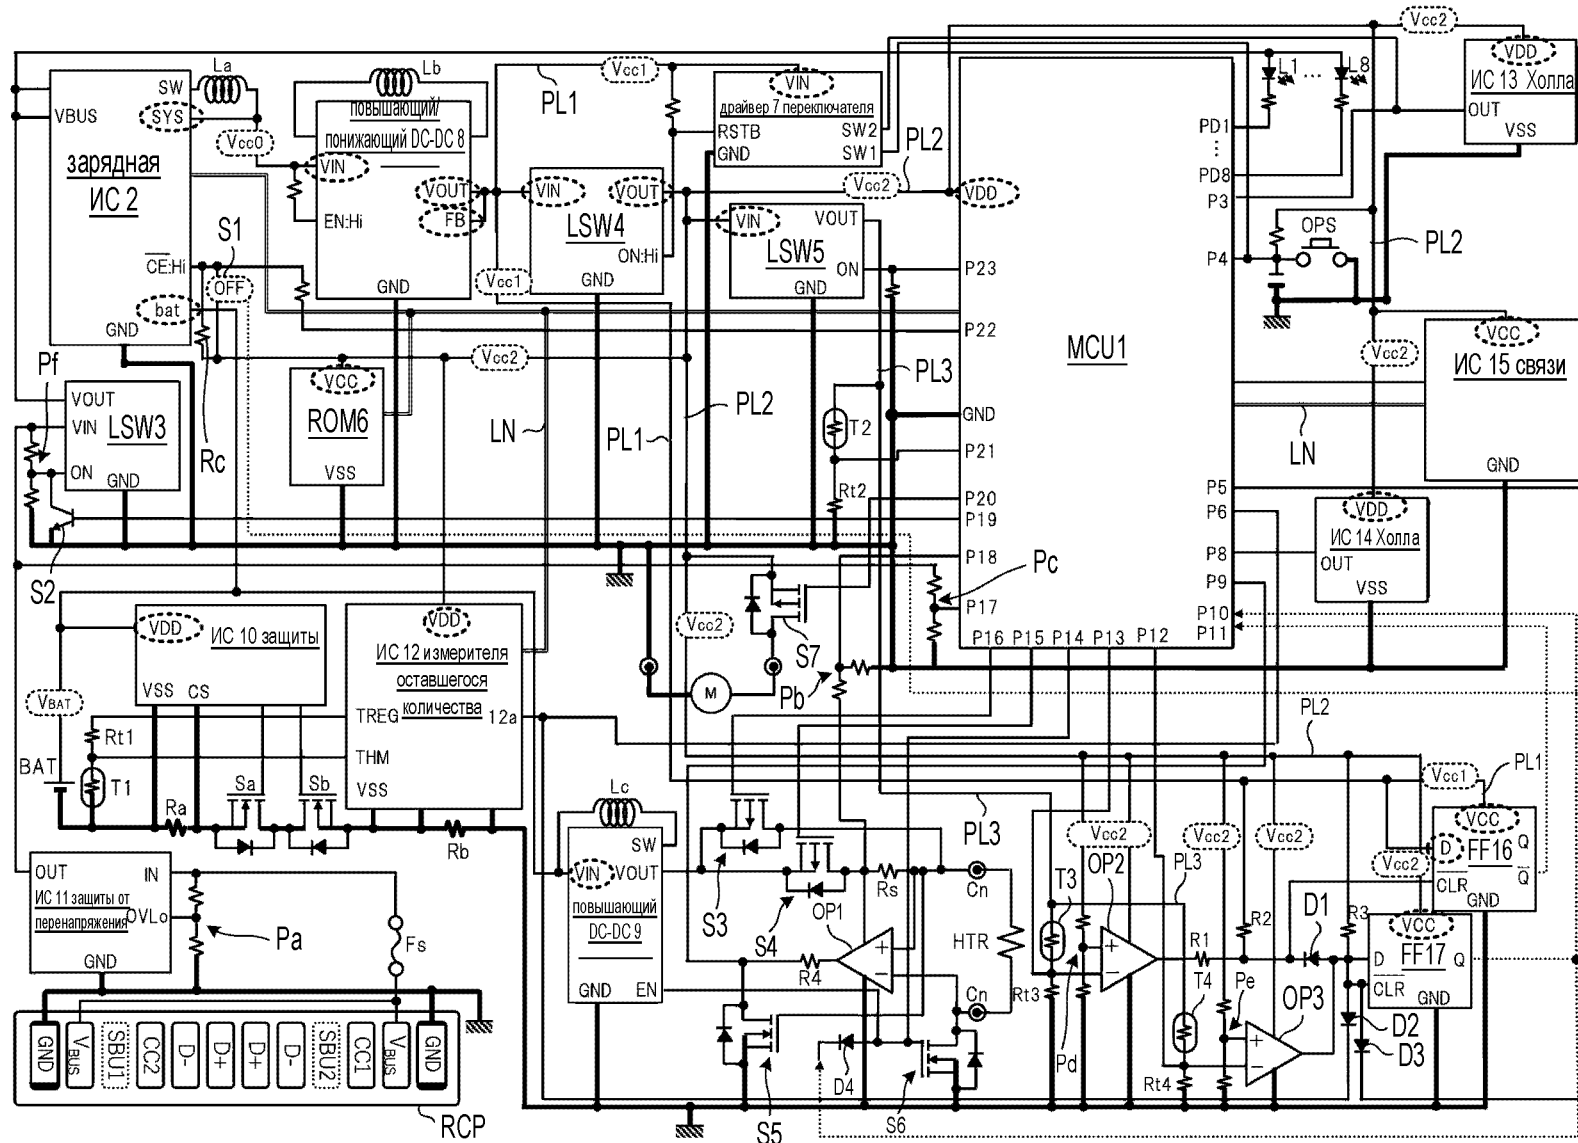 Vcc2
La
Lb
Vcc1
PL1
VIN
драйвер 7 переключателя
RSTB
GND
SW2
SW1
PL2
Vcc2
L1 ... L8
VDD
ИС 13 Холла
OUT
VSS
SW
VBUS
SYS
Vcc0
зарядная
ИС 2
CE:Hi
bat
GND
S1
OFF
повышающий/
понижающий DC-DC 8
VIN
EN:Hi
VOUT
FB
GND
Vcc1
VIN
VOUT
LSW4
ON:Hi
GND
VIN
VOUT
LSW5
ON
GND
VDD
MCU1
PD1
PD8
P3
P4
P5
P6
P8
P9
P10
P11
P12
P13
P14
P15
P16
P17
P18
P19
P20
P21
GND
P22
P23
OPS
PL2
Vcc2
VCC
ИС 15 связи
GND
LN
VDD
ИС 14 Холла
OUT
VSS
Pf
VOUT
VIN
LSW3
ON
GND
Rc
S2
Vcc2
VCC
ROM6
VSS
LN
PL1
PL2
PL3
T2
Rt2
Pc
Pb
S7
M
Vcc2
VDD
ИС 10 защиты
VSS
CS
VBAT
BAT
Rt1
T1
Ra
Sa
Sb
Rb
VDD
ИС 12 измерителя
оставшегося
количества
TREG
12a
THM
VSS
OUT
IN
ИС 11 защиты от
перенапряжения
OVLo
GND
Pa
Fs
GND
VBUS
SBU1
CC2
D-
D+
D+
D-
SBU2
CC1
VBUS
GND
RCP
Lc
SW
VIN
VOUT
повышающий
DC-DC 9
GND
EN
S3
S4
OP1
Rs
R4
S5
D4
S6
Cn
HTR
Cn
PL3
T3
Rt3
Pd
Vcc2
OP2
PL3
R1
T4
Rt4
Vcc2
Vcc2
R2
Pe
OP3
D1
R3
D2
D3
PL2
Vcc1
PL1
VCC
D
Q
FF16
CLR
Q
GND
Vcc2
VCC
D
FF17
Q
CLR
GND